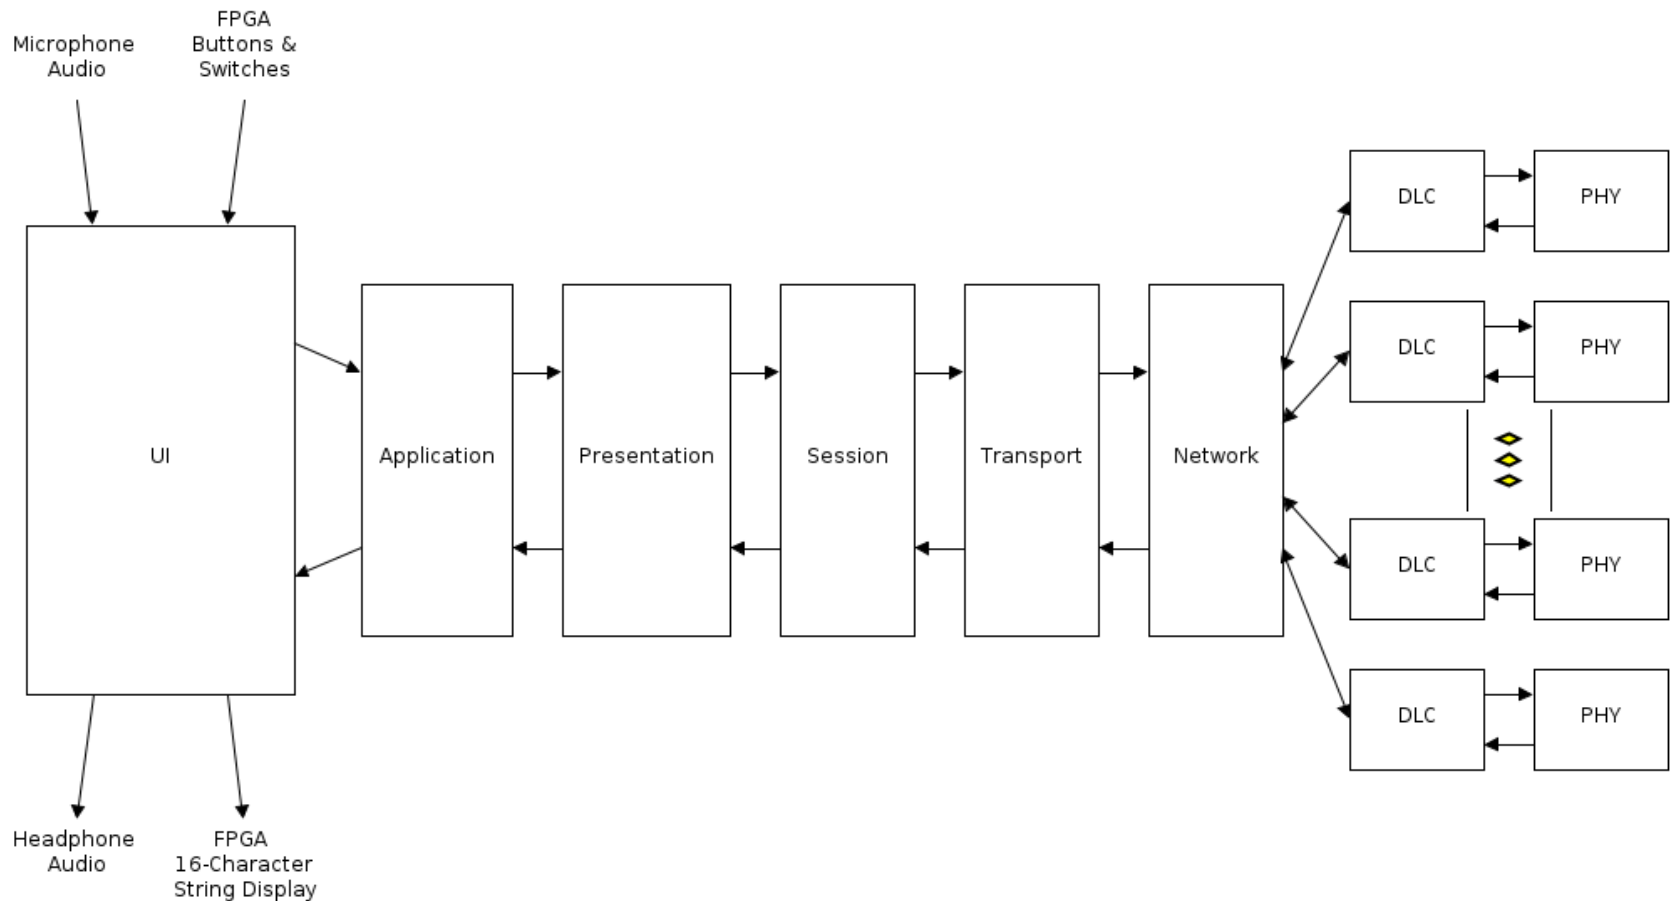 Microphone
Audio
FPGA
Buttons &
Switches
UI
Application
Presentation
Session
Transport
Network
DLC
PHY
DLC
PHY
DLC
PHY
DLC
PHY
Headphone
Audio
FPGA
16-Character
String Display